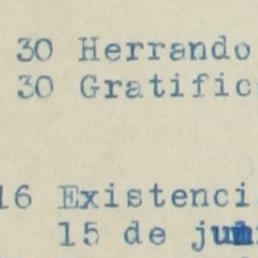 30 Herrando
30 Gratific
16 Existenci
15 de